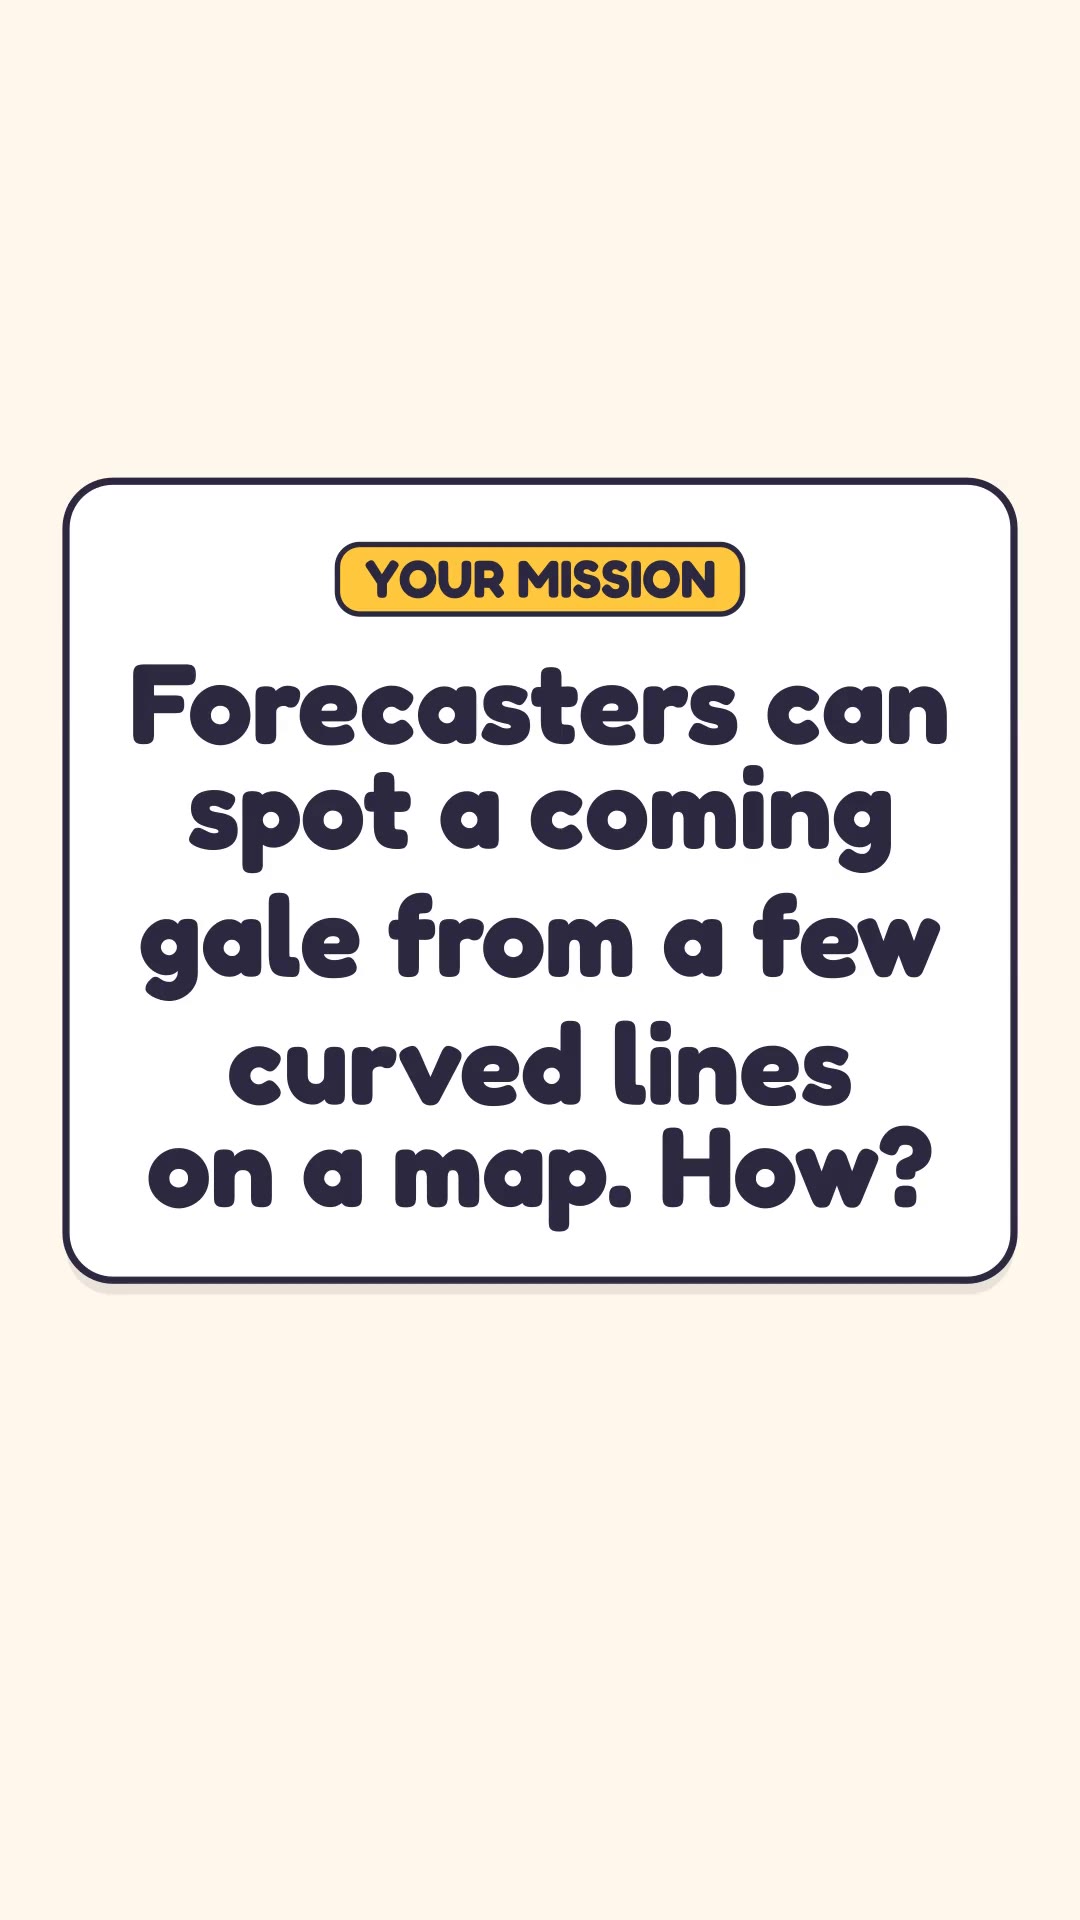 YOUR MISSION
Forecasters can
spot a coming
gale from a few
curved lines
on a map. How?